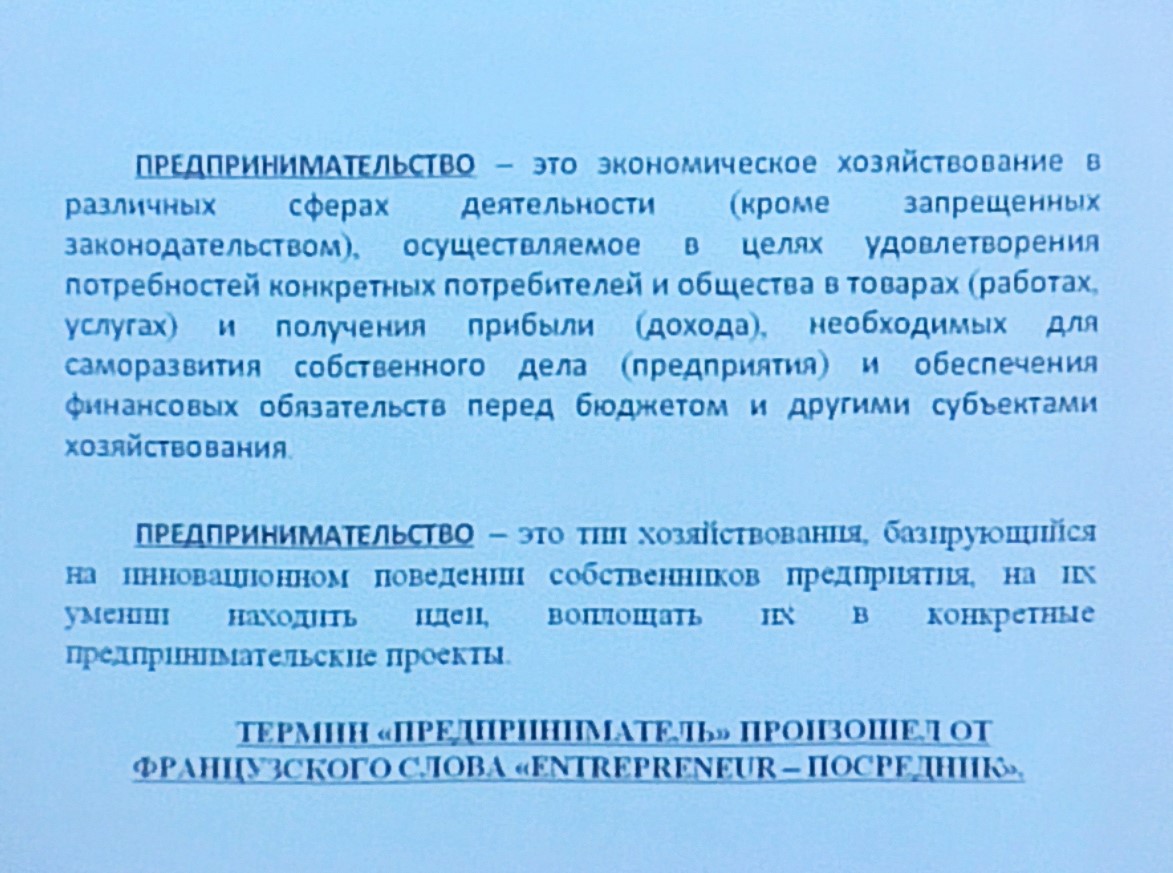 ПРЕДПРИНИМАТЕЛЬСТВО – это экономическое хозяйствование в
различных сферах деятельности (кроме запрещенных
законодательством), осуществляемое в целях удовлетворения
потребностей конкретных потребителей и общества в товарах (работах,
услугах) и получения прибыли (дохода), необходимых для
саморазвития собственного дела (предприятия) и обеспечения
финансовых обязательств перед бюджетом и другими субъектами
хозяйствования.
ПРЕДПРИНИМАТЕЛЬСТВО – это тип хозяйствования, базирующийся
на инновационном поведении собственников предприятия, на их
умении находить идеи, воплощать их в конкретные
предпринимательские проекты.
ТЕРМИН «ПРЕДПРИНИМАТЕЛЬ» ПРОИЗОШЕЛ ОТ
ФРАНЦУЗСКОГО СЛОВА «ENTREPRENEUR – ПОСРЕДНИК».